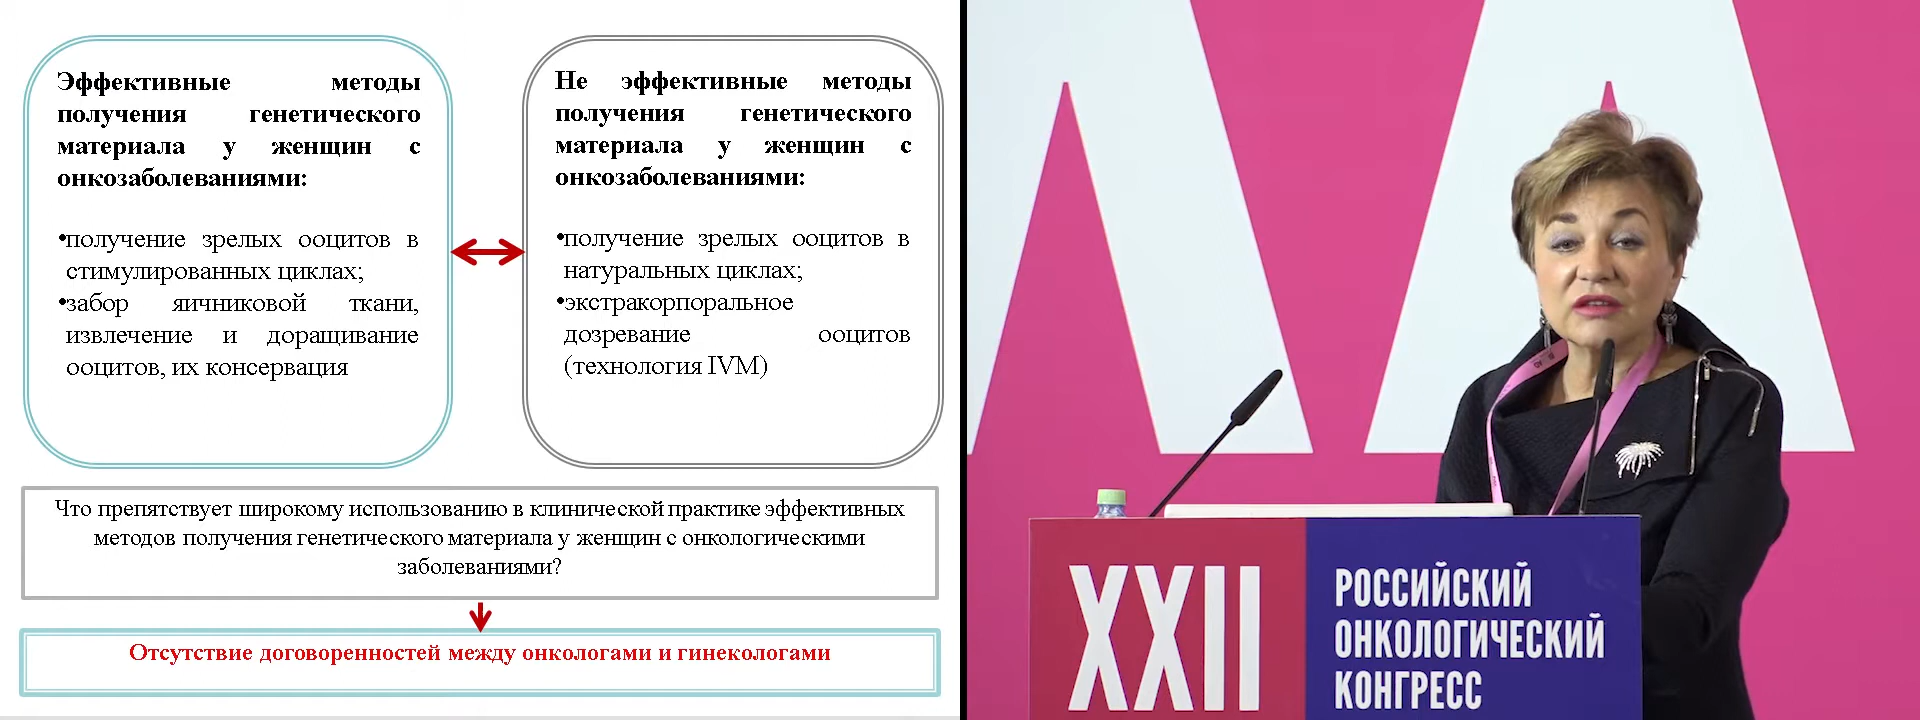 Эффективные методы
получения генетического
материала у женщин с
онкозаболеваниями:
•получение зрелых ооцитов в
стимулированных циклах;
•забор яичниковой ткани,
извлечение и доращивание
ооцитов, их консервация
Не эффективные методы
получения генетического
материала у женщин с
онкозаболеваниями:
•получение зрелых ооцитов в
натуральных циклах;
•экстракорпоральное
дозревание ооцитов
(технология IVM)
Что препятствует широкому использованию в клинической практике эффективных
методов получения генетического материала у женщин с онкологическими
заболеваниями?
Отсутствие договоренностей между онкологами и гинекологами
XXII
РОССИЙСКИЙ
ОНКОЛОГИЧЕСКИЙ
КОНГРЕСС